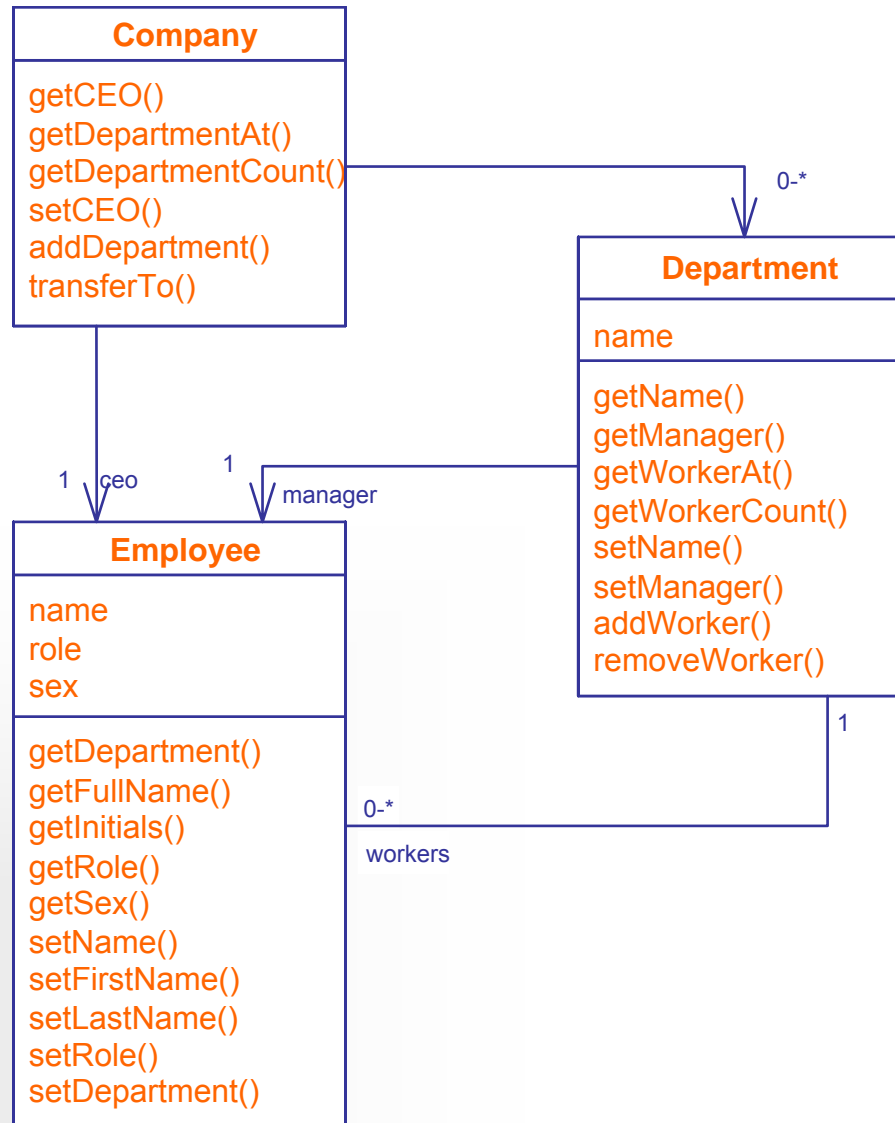 Company
getCEO()
getDepartmentAt()
getDepartmentCount()
setCEO()
addDepartment()
transferTo()
0-*
Department
name
getName()
getManager()
getWorkerAt()
getWorkerCount()
setName()
setManager()
addWorker()
removeWorker()
1 ceo
1
manager
Employee
name
role
sex
getDepartment()
getFullName()
getInitials()
getRole()
getSex()
setName()
setFirstName()
setLastName()
setRole()
setDepartment()
1
0-*
workers